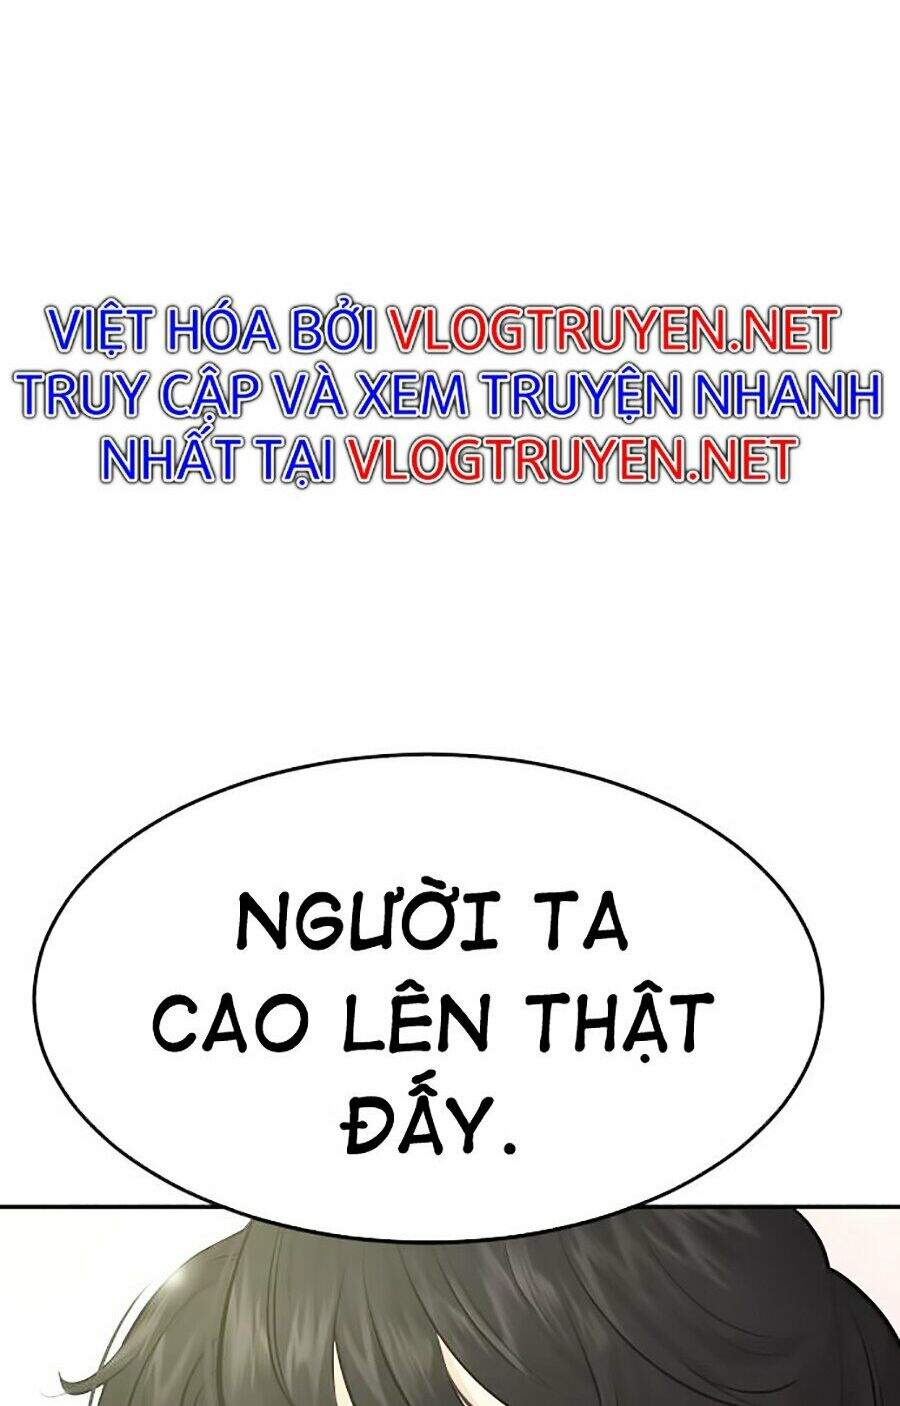 VIỆT HÓA BỞI VLOGTRUYEN.NET
TRUY CẬP VÀ XEM TRUYỆN NHANH
NHẤT TẠI VLOGTRUYEN.NET
NGƯỜI TA
CAO LÊN THẬT
ĐẤY.